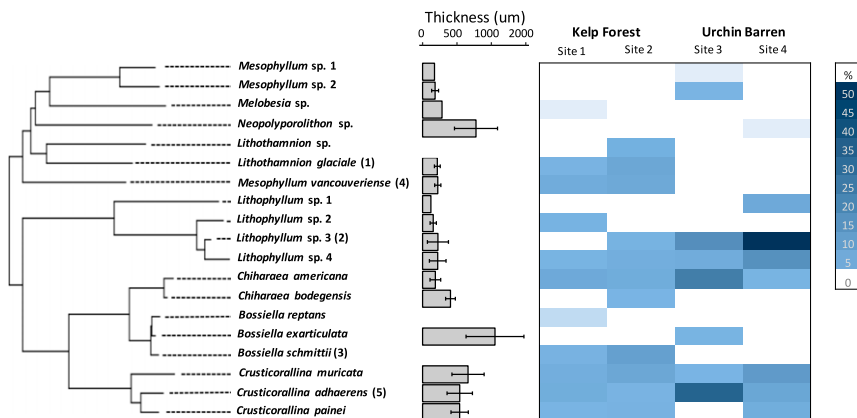 Thickness (um)
0 500 1000 2000
Kelp Forest Urchin Barren
Site 1 Site 2 Site 3 Site 4
Mesophyllum sp. 1
Mesophyllum sp. 2
Melobesia sp.
Neopolyporolithon sp.
Lithothamnion sp.
Lithothamnion glaciale (1)
Mesophyllum vancouveriense (4)
Lithophyllum sp. 1
Lithophyllum sp. 2
Lithophyllum sp. 3 (2)
Lithophyllum sp. 4
Chiharaea americana
Chiharaea bodegensis
Bossiella reptans
Bossiella exarticulata
Bossiella schmittii (3)
Crusticorallina muricata
Crusticorallina adhaerens (5)
Crusticorallina painei
%
50
45
40
35
30
25
20
15
10
5
0